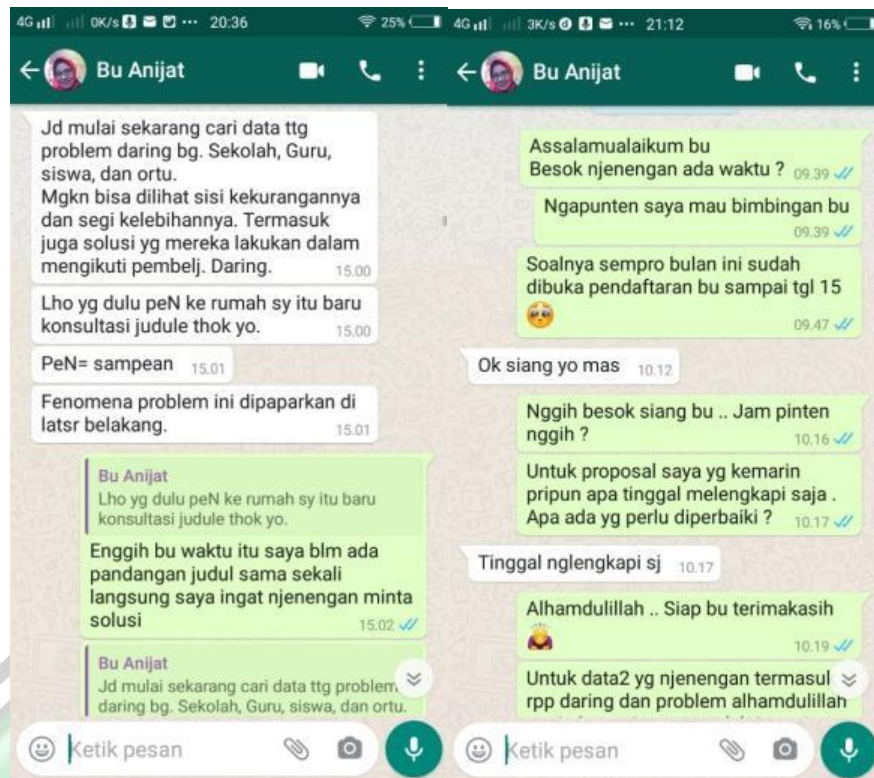 4G 0K/s ... 20:36 25%
Bu Anijat
Jd mulai sekarang cari data ttg
problem daring bg. Sekolah, Guru,
siswa, dan ortu.
Mgkn bisa dilihat sisi kekurangannya
dan segi kelebihannya. Termasuk
juga solusi yg mereka lakukan dalam
mengikuti pembelj. Daring. 15.00
Lho yg dulu peN ke rumah sy itu baru
konsultasi judule thok yo. 15.00
PeN= sampean 15.01
Fenomena problem ini dipaparkan di
latsr belakang. 15.01
Bu Anijat
Lho yg dulu peN ke rumah sy itu baru
konsultasi judule thok yo.
Enggih bu waktu itu saya blm ada
pandangan judul sama sekali
langsung saya ingat njenengan minta
solusi 15.02
Bu Anijat
Jd mulai sekarang cari data ttg problem
daring bg. Sekolah, Guru, siswa, dan ortu.
Ketik pesan
4G 3K/s ... 21:12 16%
Bu Anijat
Assalamualaikum bu
Besok njenengan ada waktu ? 09.39
Ngapunten saya mau bimbingan bu
09.39
Soalnya sempro bulan ini sudah
dibuka pendaftaran bu sampai tgl 15
🥺
09.47
Ok siang yo mas 10.12
Nggih besok siang bu .. Jam pinten
nggih ? 10.16
Untuk proposal saya yg kemarin
pripun apa tinggal melengkapi saja .
Apa ada yg perlu diperbaiki ? 10.17
Tinggal nglengkapi sj 10.17
Alhamdulillah .. Siap bu terimakasih
🙇
10.19
Untuk data2 yg njenengan termasul
rpp daring dan problem alhamdulillah
Ketik pesan